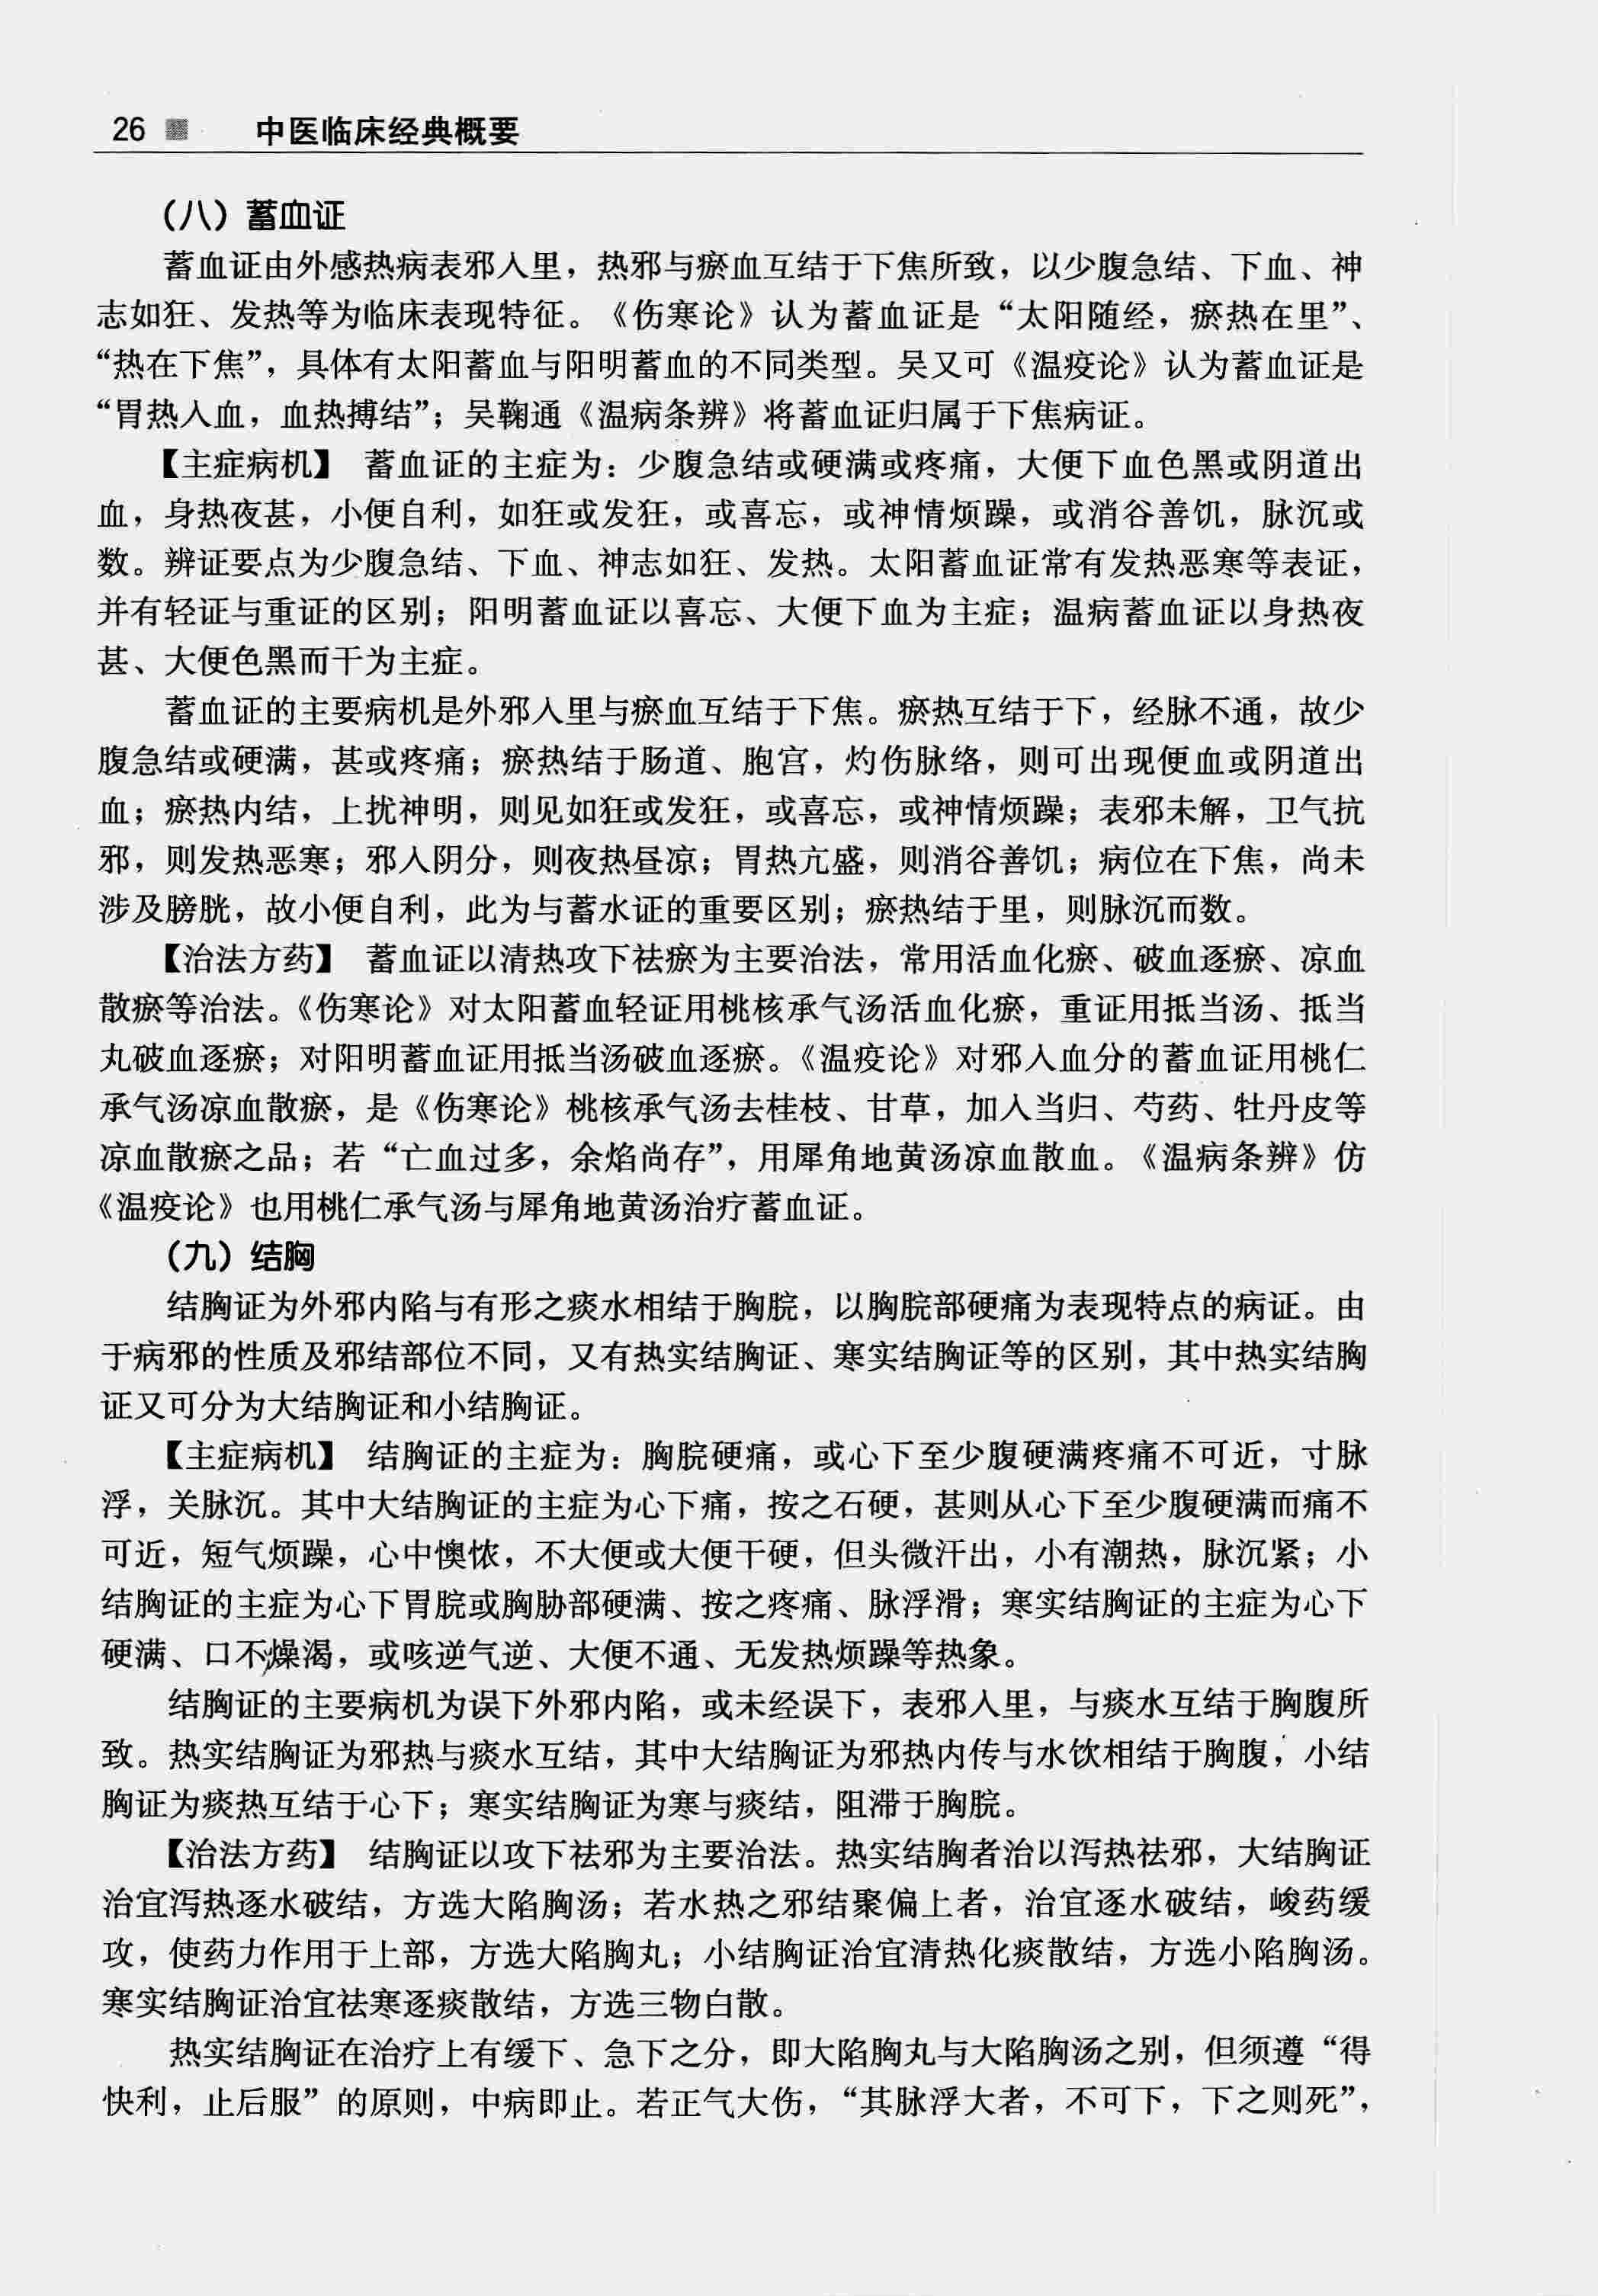 26 中医临床经典概要
（八）蓄血证
蓄血证由外感热病表邪入里，热邪与瘀血互结于下焦所致，以少腹急结、下血、神
志如狂、发热等为临床表现特征。《伤寒论》认为蓄血证是“太阳随经，瘀热在里”、
“热在下焦”，具体有太阳蓄血与阳明蓄血的不同类型。吴又可《温疫论》认为蓄血证是
“胃热入血，血热搏结”；吴鞠通《温病条辨》将蓄血证归属于下焦病证。
【主症病机】 蓄血证的主症为：少腹急结或硬满或疼痛，大便下血色黑或阴道出
血，身热夜甚，小便自利，如狂或发狂，或喜忘，或神情烦躁，或消谷善饥，脉沉或
数。辨证要点为少腹急结、下血、神志如狂、发热。太阳蓄血证常有发热恶寒等表证，
并有轻证与重证的区别；阳明蓄血证以喜忘、大便下血为主症；温病蓄血证以身热夜
甚、大便色黑而干为主症。
蓄血证的主要病机是外邪入里与瘀血互结于下焦。瘀热互结于下，经脉不通，故少
腹急结或硬满，甚或疼痛；瘀热结于肠道、胞宫，灼伤脉络，则可出现便血或阴道出
血；瘀热内结，上扰神明，则见如狂或发狂，或喜忘，或神情烦躁；表邪未解，卫气抗
邪，则发热恶寒；邪入阴分，则夜热昼凉；胃热亢盛，则消谷善饥；病位在下焦，尚未
涉及膀胱，故小便自利，此为与蓄水证的重要区别；瘀热结于里，则脉沉而数。
【治法方药】 蓄血证以清热攻下祛瘀为主要治法，常用活血化瘀、破血逐瘀、凉血
散瘀等治法。《伤寒论》对太阳蓄血轻证用桃核承气汤活血化瘀，重证用抵当汤、抵当
丸破血逐瘀；对阳明蓄血证用抵当汤破血逐瘀。《温疫论》对邪入血分的蓄血证用桃仁
承气汤凉血散瘀，是《伤寒论》桃核承气汤去桂枝、甘草，加入当归、芍药、牡丹皮等
凉血散瘀之品；若“亡血过多，余焰尚存”，用犀角地黄汤凉血散血。《温病条辨》仿
《温疫论》也用桃仁承气汤与犀角地黄汤治疗蓄血证。
（九）结胸
结胸证为外邪内陷与有形之痰水相结于胸脘，以胸脘部硬痛为表现特点的病证。由
于病邪的性质及邪结部位不同，又有热实结胸证、寒实结胸证等的区别，其中热实结胸
证又可分为大结胸证和小结胸证。
【主症病机】 结胸证的主症为：胸脘硬痛，或心下至少腹硬满疼痛不可近，寸脉
浮，关脉沉。其中大结胸证的主症为心下痛，按之石硬，甚则从心下至少腹硬满而痛不
可近，短气烦躁，心中懊憹，不大便或大便干硬，但头微汗出，小有潮热，脉沉紧；小
结胸证的主症为心下胃脘或胸胁部硬满、按之疼痛、脉浮滑；寒实结胸证的主症为心下
硬满、口不燥渴，或咳逆气逆、大便不通、无发热烦躁等热象。
结胸证的主要病机为误下外邪内陷，或未经误下，表邪入里，与痰水互结于胸腹所
致。热实结胸证为邪热与痰水互结，其中大结胸证为邪热内传与水饮相结于胸腹，小结
胸证为痰热互结于心下；寒实结胸证为寒与痰结，阻滞于胸脘。
【治法方药】 结胸证以攻下祛邪为主要治法。热实结胸者治以泻热祛邪，大结胸证
治宜泻热逐水破结，方选大陷胸汤；若水热之邪结聚偏上者，治宜逐水破结，峻药缓
攻，使药力作用于上部，方选大陷胸丸；小结胸证治宜清热化痰散结，方选小陷胸汤。
寒实结胸证治宜祛寒逐痰散结，方选三物白散。
热实结胸证在治疗上有缓下、急下之分，即大陷胸丸与大陷胸汤之别，但须遵“得
快利，止后服”的原则，中病即止。若正气大伤，“其脉浮大者，不可下，下之则死”，